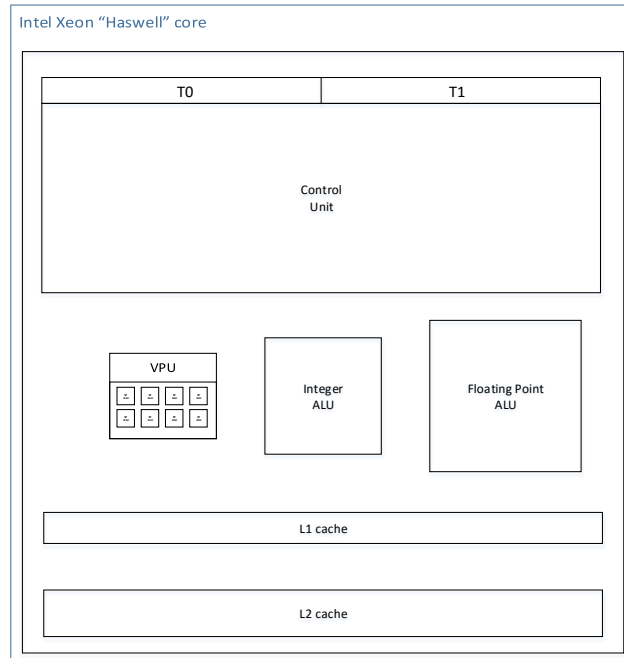 Intel Xeon “Haswell” core
T0
T1
Control
Unit
VPU
Integer
ALU
Floating Point
ALU
L1 cache
L2 cache